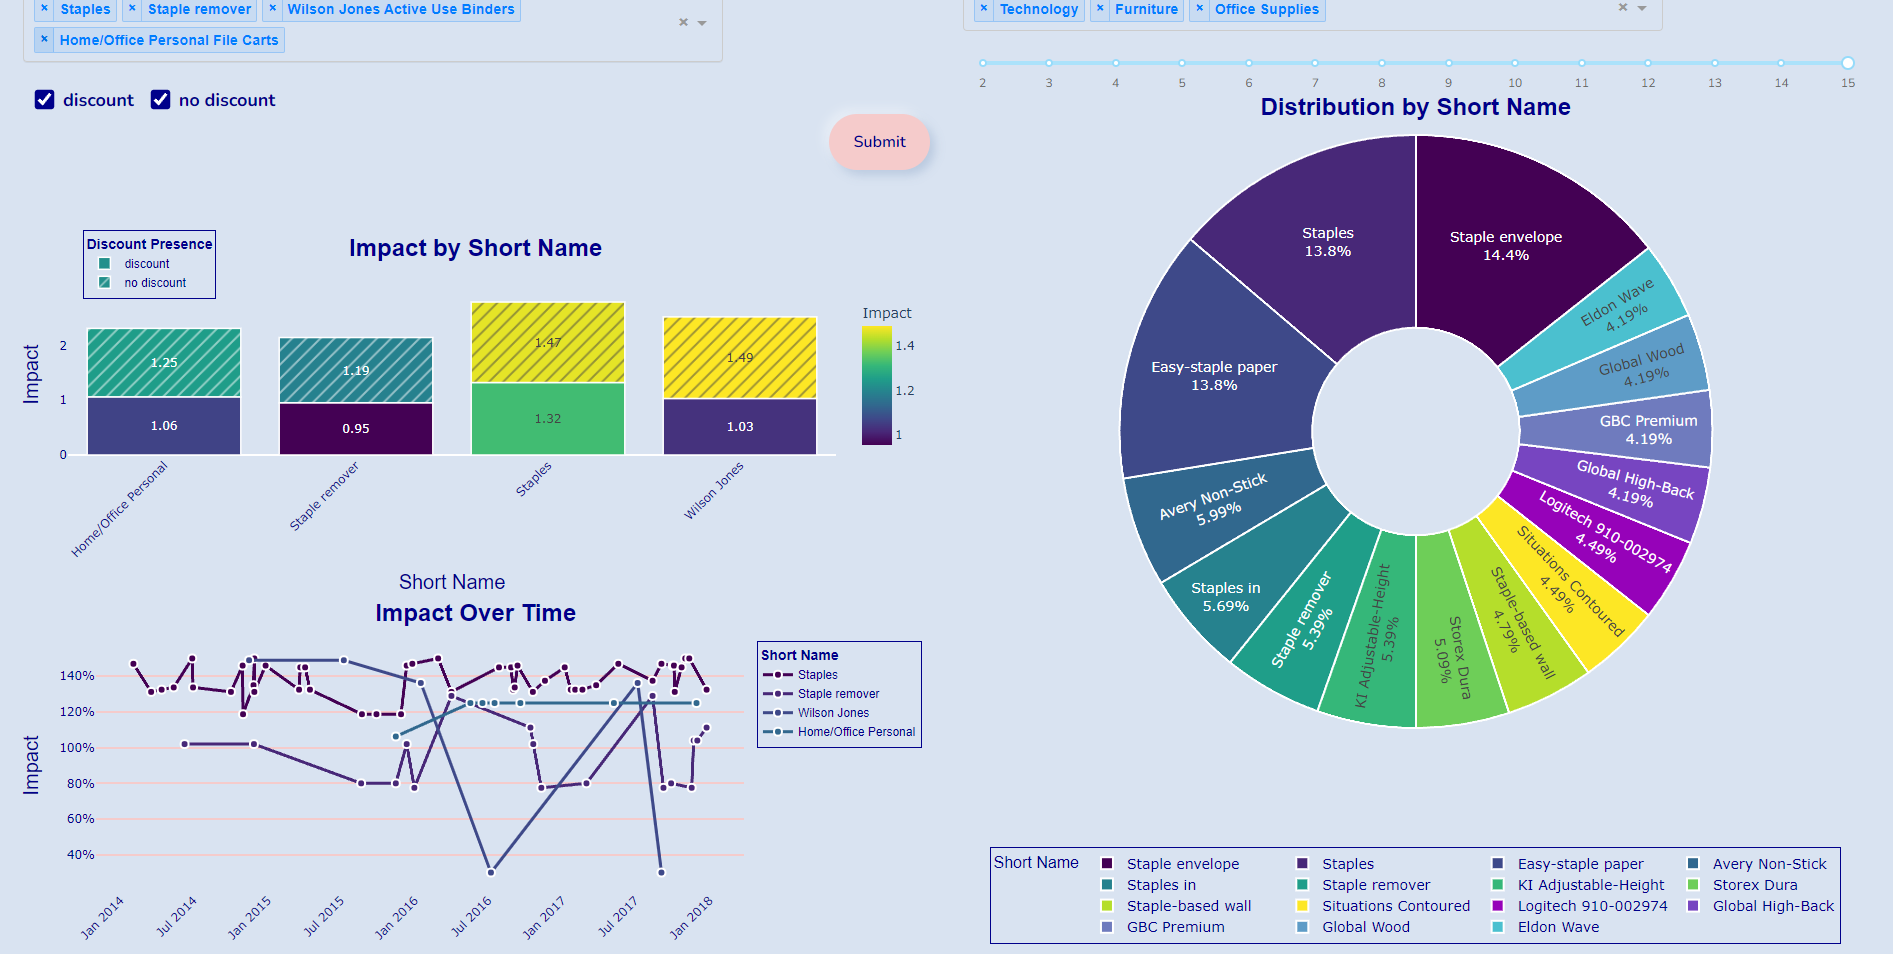 × Staples × Staple remover × Wilson Jones Active Use Binders
× Home/Office Personal File Carts
×
discount no discount
Submit
× Technology × Furniture × Office Supplies
×
2 3 4 5 6 7 8 9 10 11 12 13 14 15
Impact by Short Name
Discount Presence
discount
no discount
Impact
2
1
0
1.25
1.06
1.19
0.95
1.47
1.32
1.49
1.03
Home/Office Personal
Staple remover
Staples
Wilson Jones
Short Name
Impact
1.4
1.2
1
Impact Over Time
Impact
140%
120%
100%
80%
60%
40%
Jan 2014
Jul 2014
Jan 2015
Jul 2015
Jan 2016
Jul 2016
Jan 2017
Jul 2017
Jan 2018
Short Name
Staples
Staple remover
Wilson Jones
Home/Office Personal
Distribution by Short Name
Staple envelope
14.4%
Eldon Wave
4.19%
Global Wood
4.19%
GBC Premium
4.19%
Global High-Back
4.19%
Logitech 910-002974
4.49%
Situations Contoured
4.49%
Staple-based wall
4.79%
Storex Dura
5.09%
KI Adjustable-Height
5.39%
Staple remover
5.39%
Staples in
5.69%
Avery Non-Stick
5.99%
Easy-staple paper
13.8%
Staples
13.8%
Short Name
Staple envelope Staples Easy-staple paper Avery Non-Stick
Staples in Staple remover KI Adjustable-Height Storex Dura
Staple-based wall Situations Contoured Logitech 910-002974 Global High-Back
GBC Premium Global Wood Eldon Wave